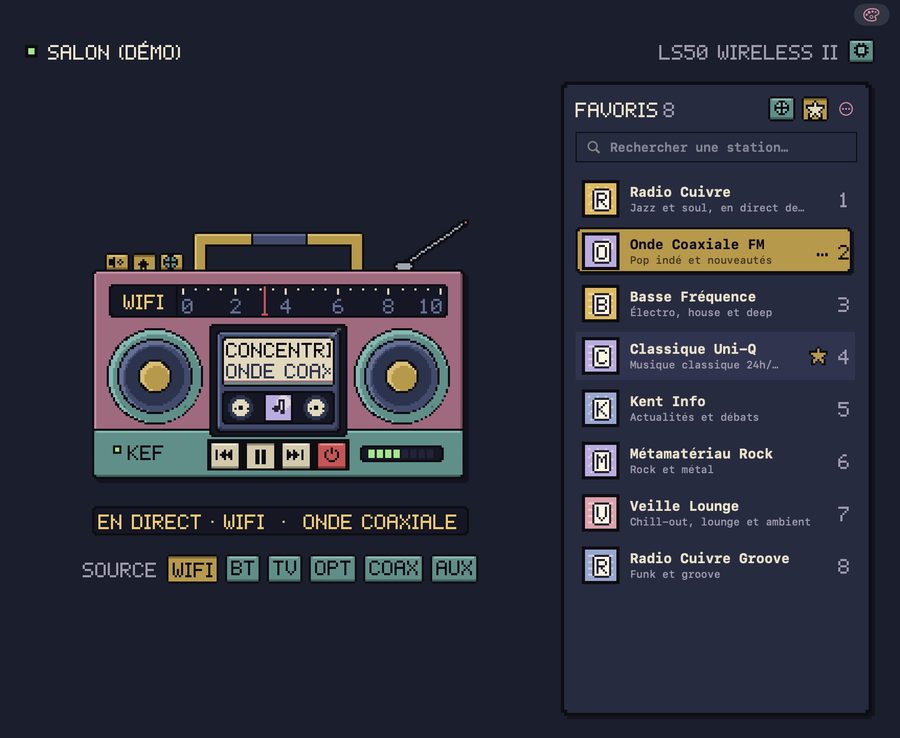 SALON (DÉMO)
LS50 WIRELESS II
FAVORIS 8
Rechercher une station…
Radio Cuivre
Jazz et soul, en direct de…
1
Onde Coaxiale FM
Pop indé et nouveautés
… 2
Basse Fréquence
Électro, house et deep
3
Classique Uni-Q
Musique classique 24h/…
4
Kent Info
Actualités et débats
5
Métamatériau Rock
Rock et métal
6
Veille Lounge
Chill-out, lounge et ambient
7
Radio Cuivre Groove
Funk et groove
8
R
O
B
C
K
M
V
R
WIFI 0 2 4 6 8 10
CONCENTRI
ONDE COAX
KEF
EN DIRECT · WIFI · ONDE COAXIALE
SOURCE WIFI BT TV OPT COAX AUX